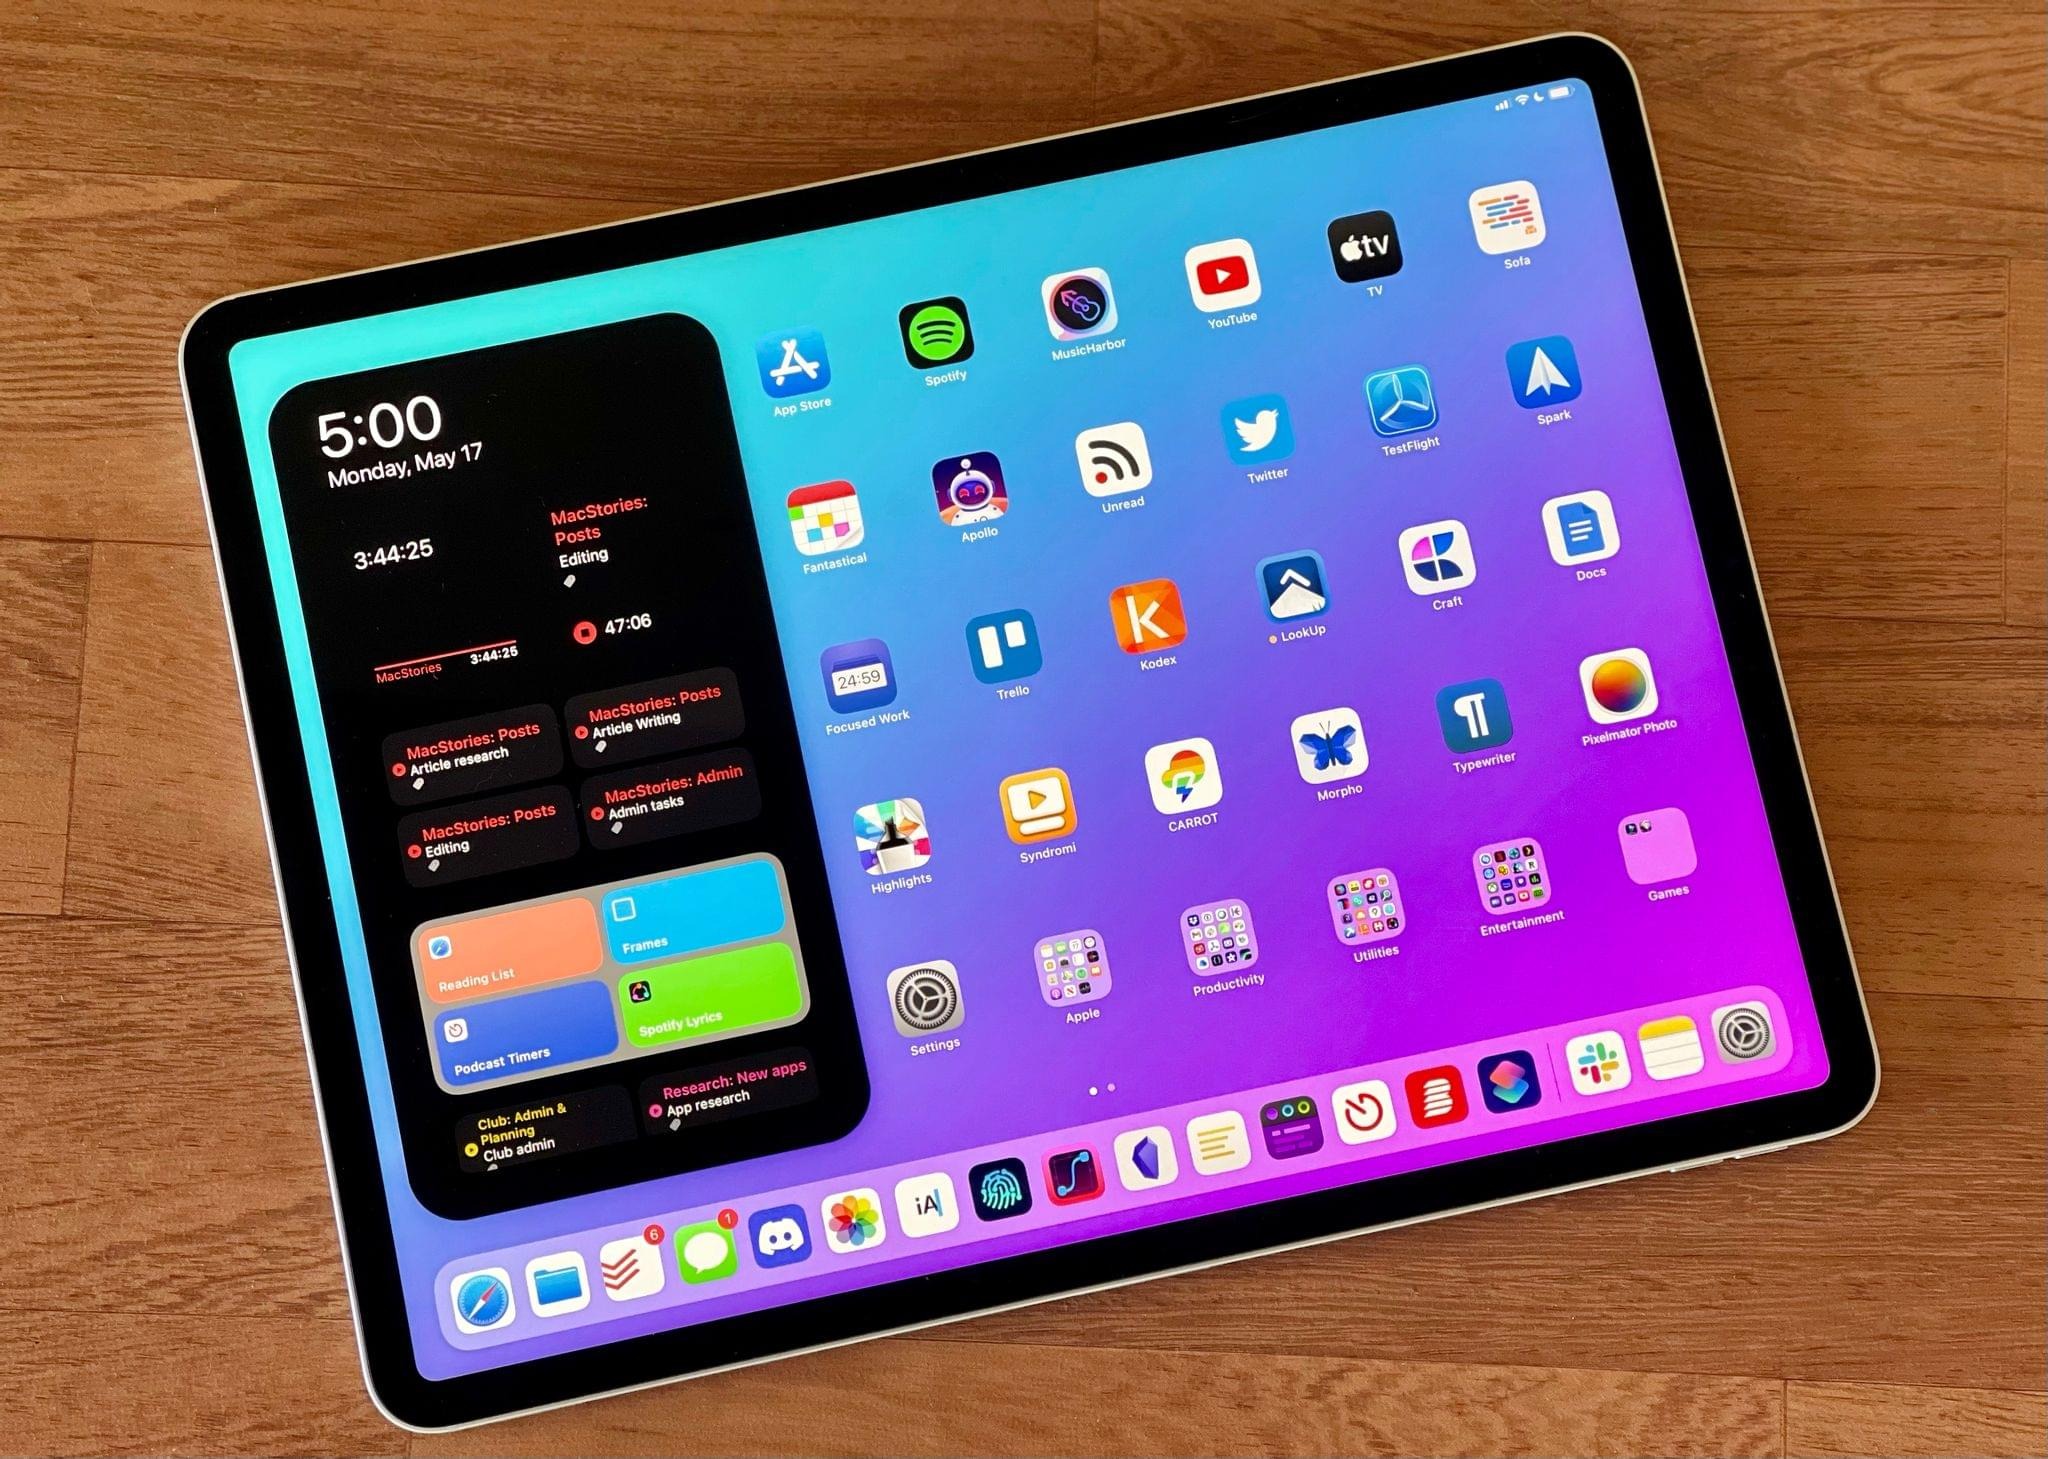 5:00
Monday, May 17
3:44:25
MacStories:
Posts
Editing
MacStories
3:44:25
47:06
MacStories: Posts
Article research
MacStories: Posts
Article Writing
MacStories: Posts
Editing
MacStories: Admin
Admin tasks
Reading List
Frames
Podcast Timers
Spotify Lyrics
Club: Admin &
Planning
Club admin
Research: New apps
App research
App Store
Spotify
MusicHarbor
YouTube
tv
TV
Sofa
Fantastical
Apollo
Unread
Twitter
TestFlight
Spark
24:59
Focused Work
Trello
K
Kodex
LookUp
Craft
Docs
Highlights
Syndromi
CARROT
Morpho
Typewriter
Pixelmator Photo
Settings
Apple
Productivity
Utilities
Entertainment
Games
6
1
iA